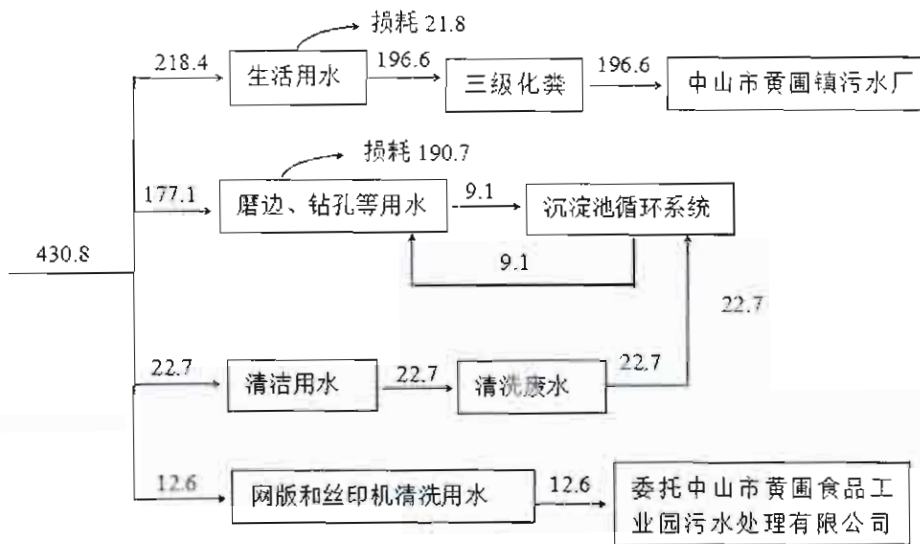 损耗 21.8
218.4
生活用水
196.6
三级化粪
196.6
中山市黄圃镇污水厂
损耗 190.7
177.1
磨边、钻孔等用水
9.1
沉淀池循环系统
430.8
9.1
22.7
22.7
清洁用水
22.7
清洗废水
22.7
12.6
网版和丝印机清洗用水
12.6
委托中山市黄圃食品工
业园污水处理有限公司